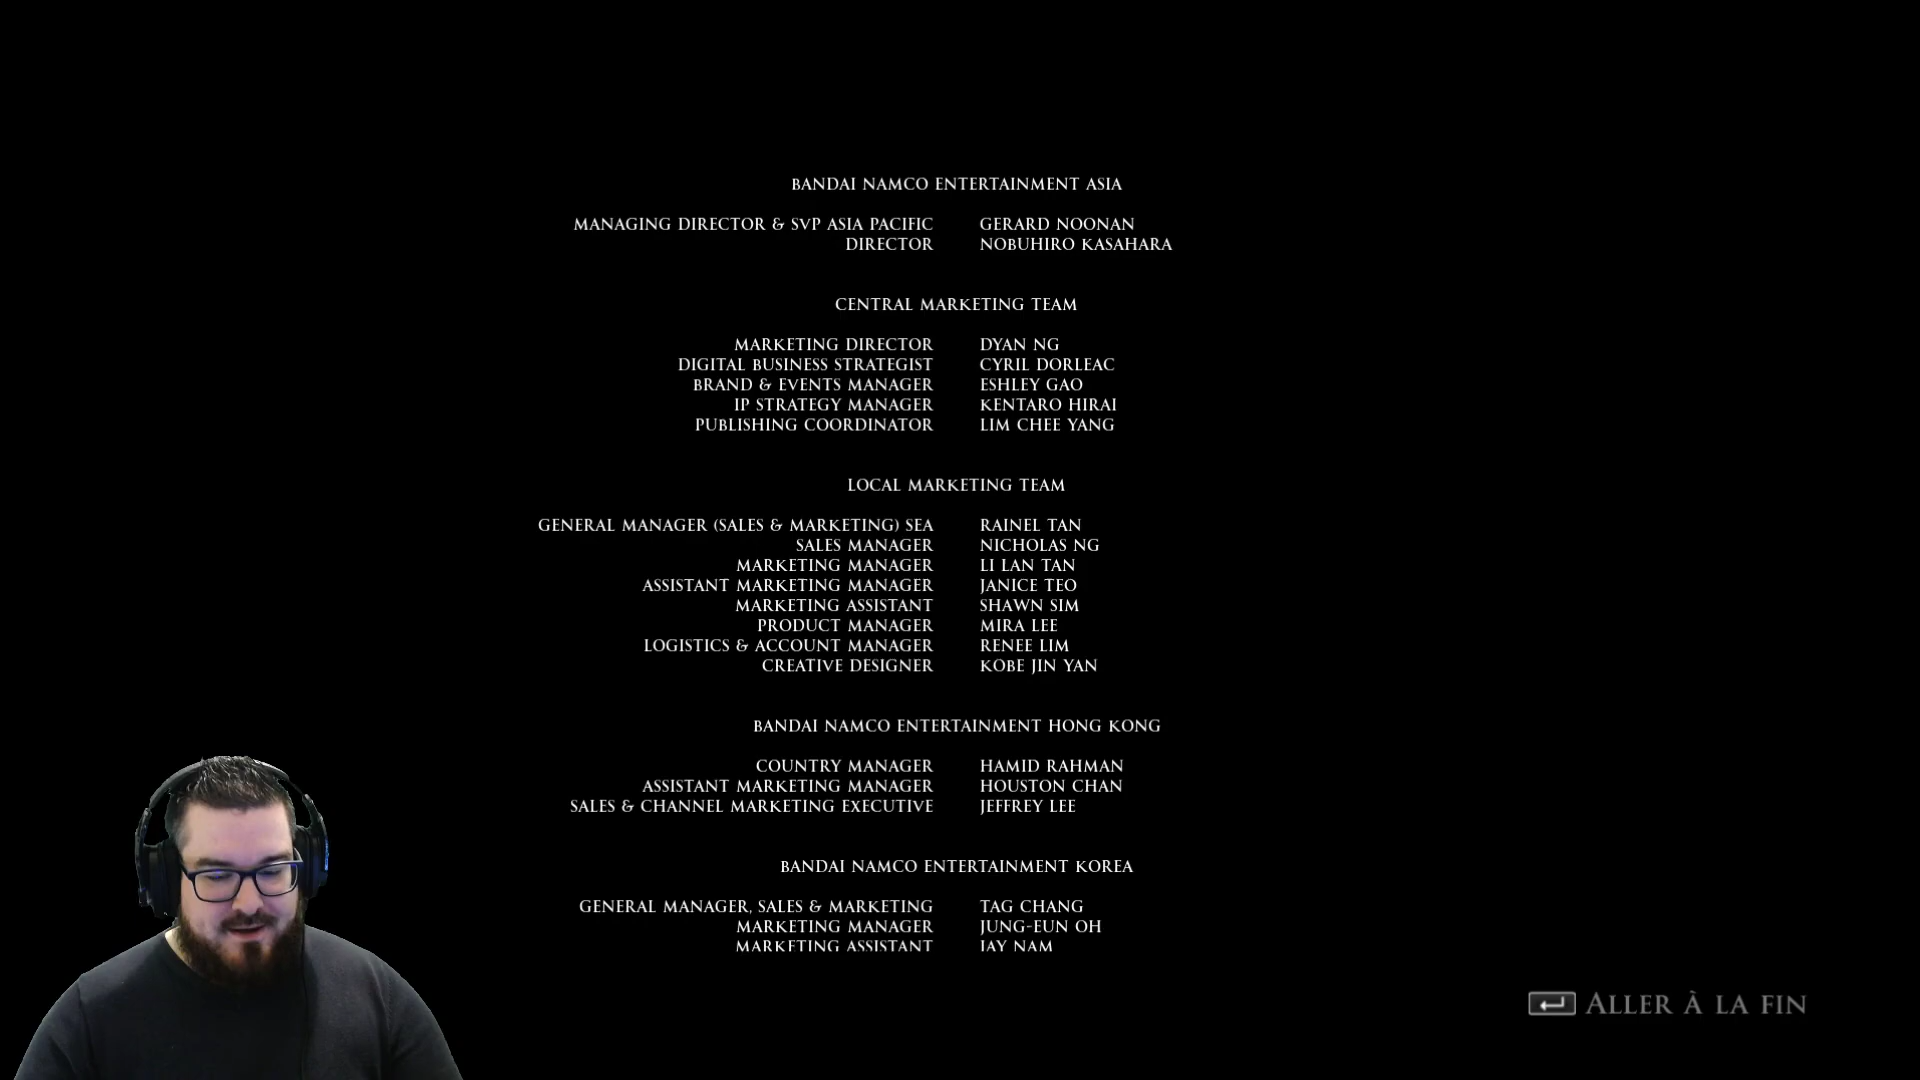 BANDAI NAMCO ENTERTAINMENT ASIA
MANAGING DIRECTOR & SVP ASIA PACIFIC GERARD NOONAN
DIRECTOR NOBUHIRO KASAHARA
CENTRAL MARKETING TEAM
MARKETING DIRECTOR DYAN NG
DIGITAL BUSINESS STRATEGIST CYRIL DORLEAC
BRAND & EVENTS MANAGER ESHLEY GAO
IP STRATEGY MANAGER KENTARO HIRAI
PUBLISHING COORDINATOR LIM CHEE YANG
LOCAL MARKETING TEAM
GENERAL MANAGER (SALES & MARKETING) SEA RAINEL TAN
SALES MANAGER NICHOLAS NG
MARKETING MANAGER LI LAN TAN
ASSISTANT MARKETING MANAGER JANICE TEO
MARKETING ASSISTANT SHAWN SIM
PRODUCT MANAGER MIRA LEE
LOGISTICS & ACCOUNT MANAGER RENEE LIM
CREATIVE DESIGNER KOBE JIN YAN
BANDAI NAMCO ENTERTAINMENT HONG KONG
COUNTRY MANAGER HAMID RAHMAN
ASSISTANT MARKETING MANAGER HOUSTON CHAN
SALES & CHANNEL MARKETING EXECUTIVE JEFFREY LEE
BANDAI NAMCO ENTERTAINMENT KOREA
GENERAL MANAGER, SALES & MARKETING TAG CHANG
MARKETING MANAGER JUNG-EUN OH
MARKETING ASSISTANT JAY NAM
ALLER À LA FIN